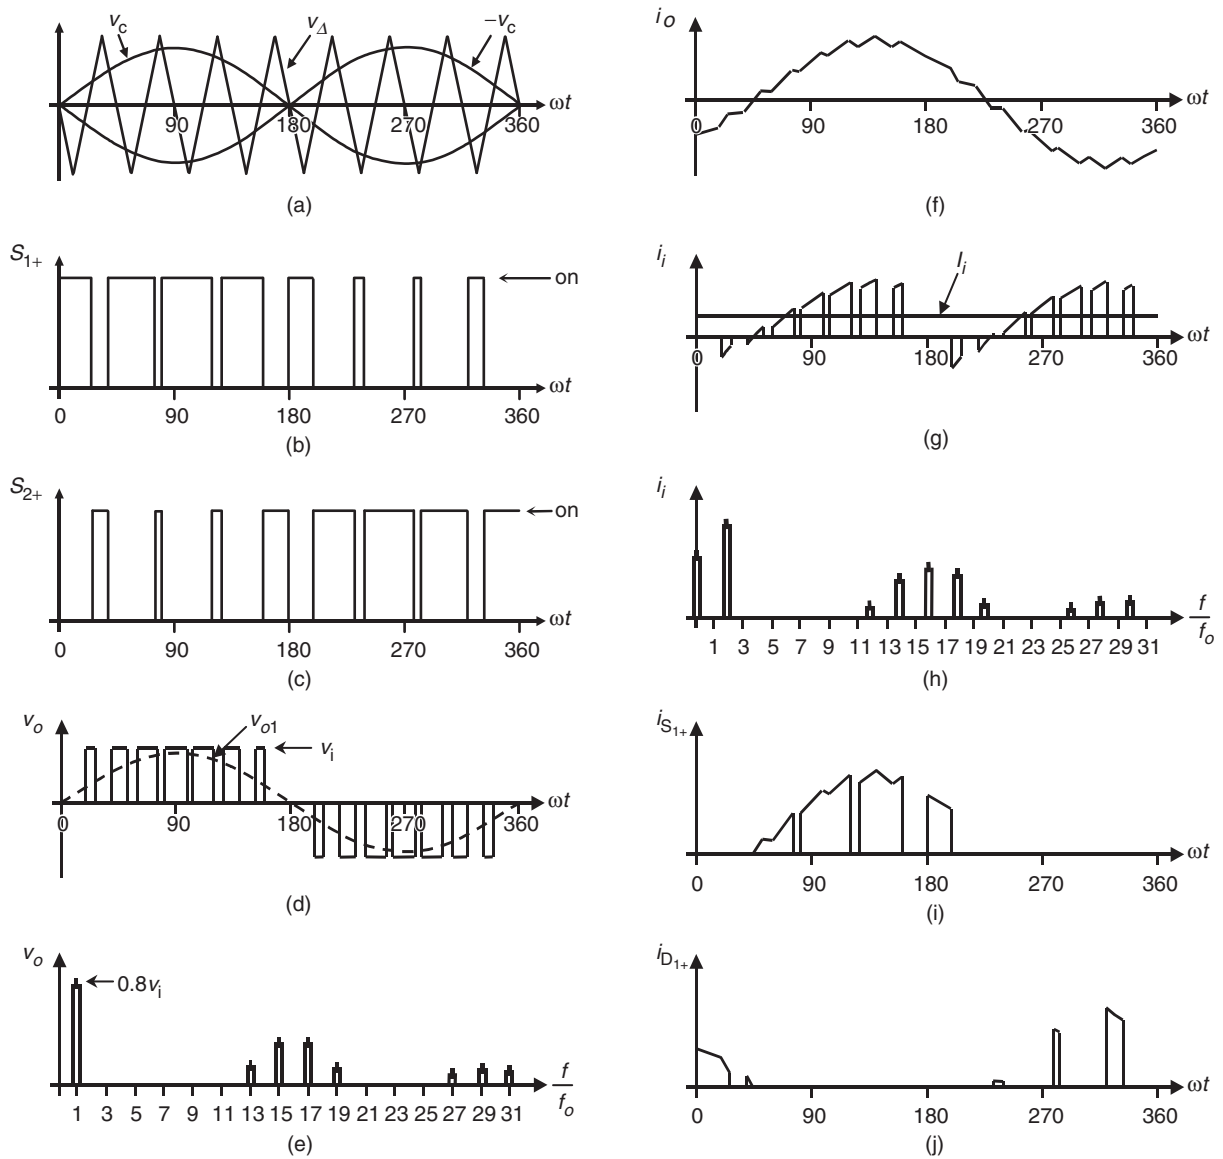 v_c v_Δ −v_c
ωt
90 180 270 360
(a)
S_1+
on
ωt
0 90 180 270 360
(b)
S_2+
on
ωt
0 90 180 270 360
(c)
v_o v_o1
v_i
ωt
0 90 180 270 360
(d)
v_o
0.8v_i
f
f_o
1 3 5 7 9 11 13 15 17 19 21 23 25 27 29 31
(e)
i_o
ωt
0 90 180 270 360
(f)
i_i I_i
ωt
0 90 180 270 360
(g)
i_i
f
f_o
1 3 5 7 9 11 13 15 17 19 21 23 25 27 29 31
(h)
i_S1+
ωt
0 90 180 270 360
(i)
i_D1+
ωt
0 90 180 270 360
(j)